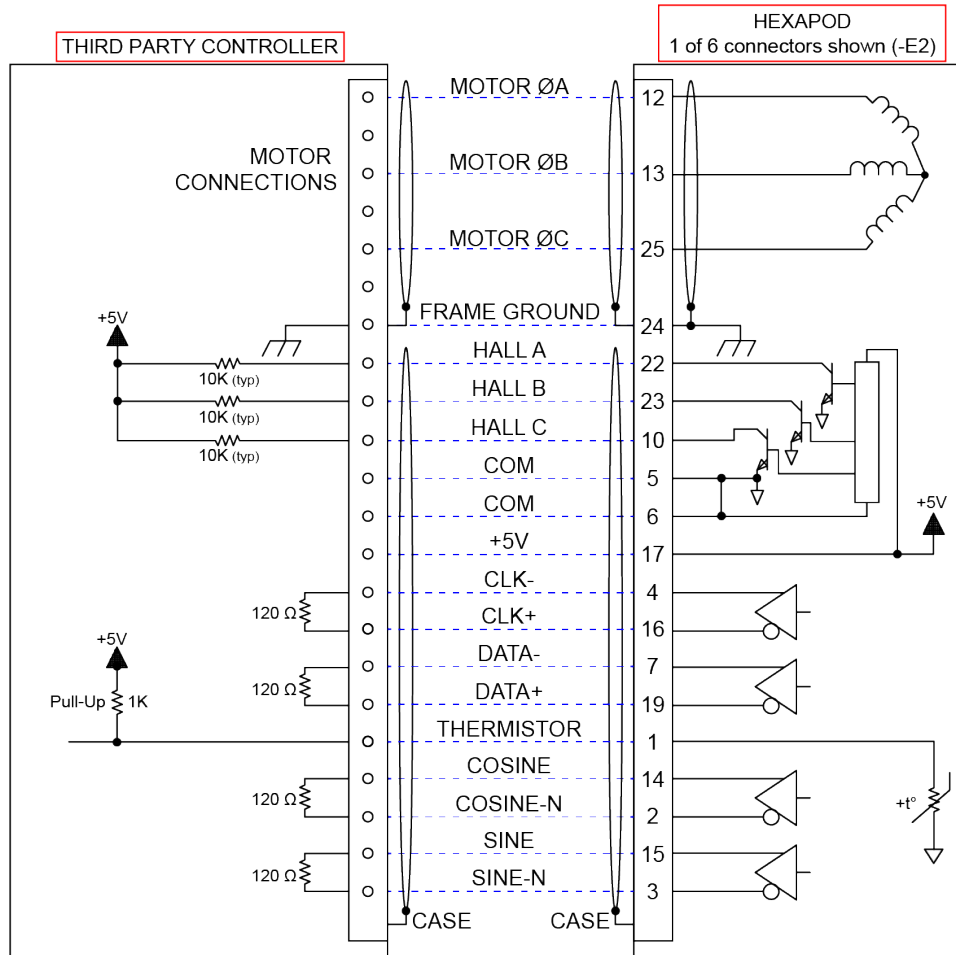 THIRD PARTY CONTROLLER
HEXAPOD
1 of 6 connectors shown (-E2)
MOTOR
CONNECTIONS
MOTOR ØA
12
MOTOR ØB
13
MOTOR ØC
25
FRAME GROUND
24
+5V
10K (typ)
HALL A
22
10K (typ)
HALL B
23
10K (typ)
HALL C
10
COM
5
COM
6
+5V
17
+5V
120 Ω
CLK-
4
CLK+
16
120 Ω
DATA-
7
DATA+
19
+5V
Pull-Up
1K
THERMISTOR
1
+t°
120 Ω
COSINE
14
COSINE-N
2
120 Ω
SINE
15
SINE-N
3
CASE
CASE